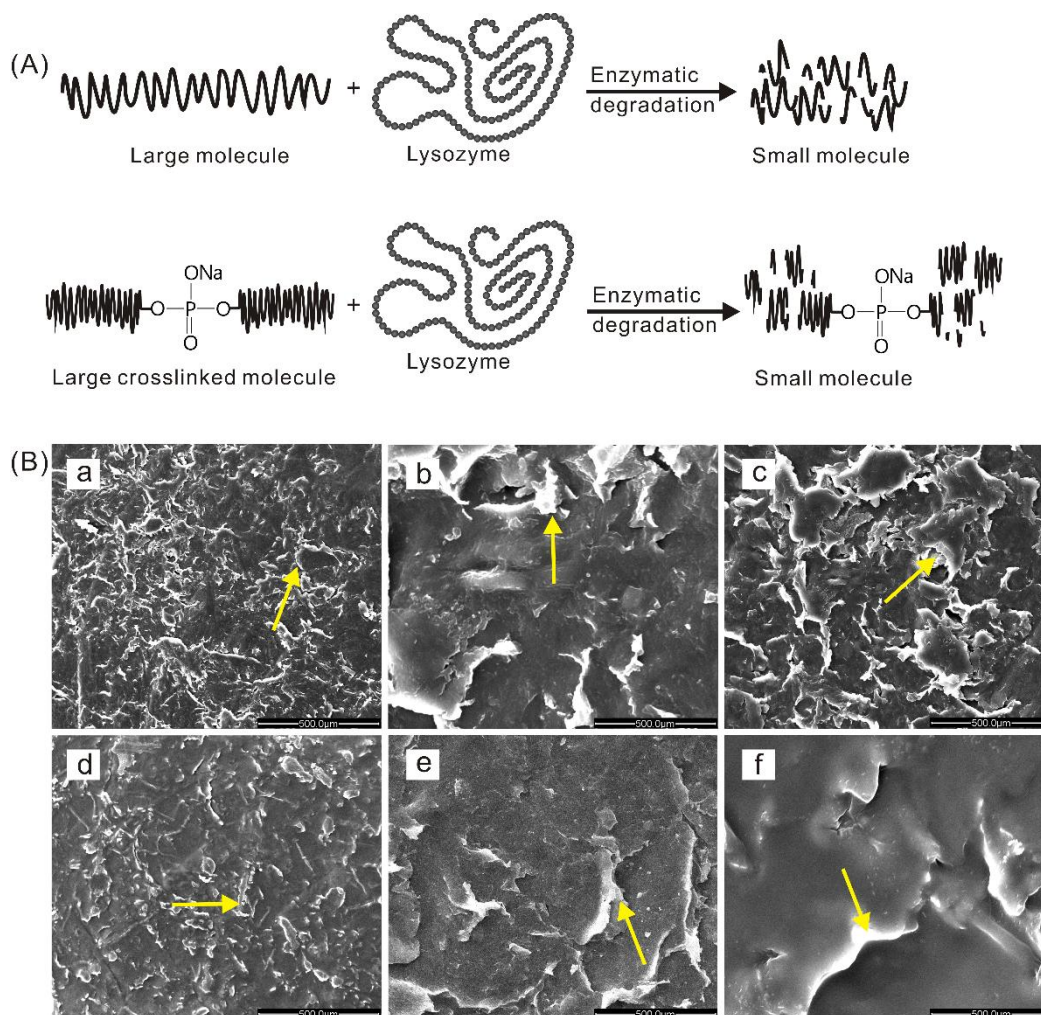 (A)
Large molecule
+
Lysozyme
Enzymatic
degradation
Small molecule
ONa
O P O
O
Large crosslinked molecule
+
Lysozyme
Enzymatic
degradation
ONa
O P O
O
Small molecule
(B)
a
b
c
500.0µm
500.0µm
500.0µm
d
e
f
500.0µm
500.0µm
500.0µm